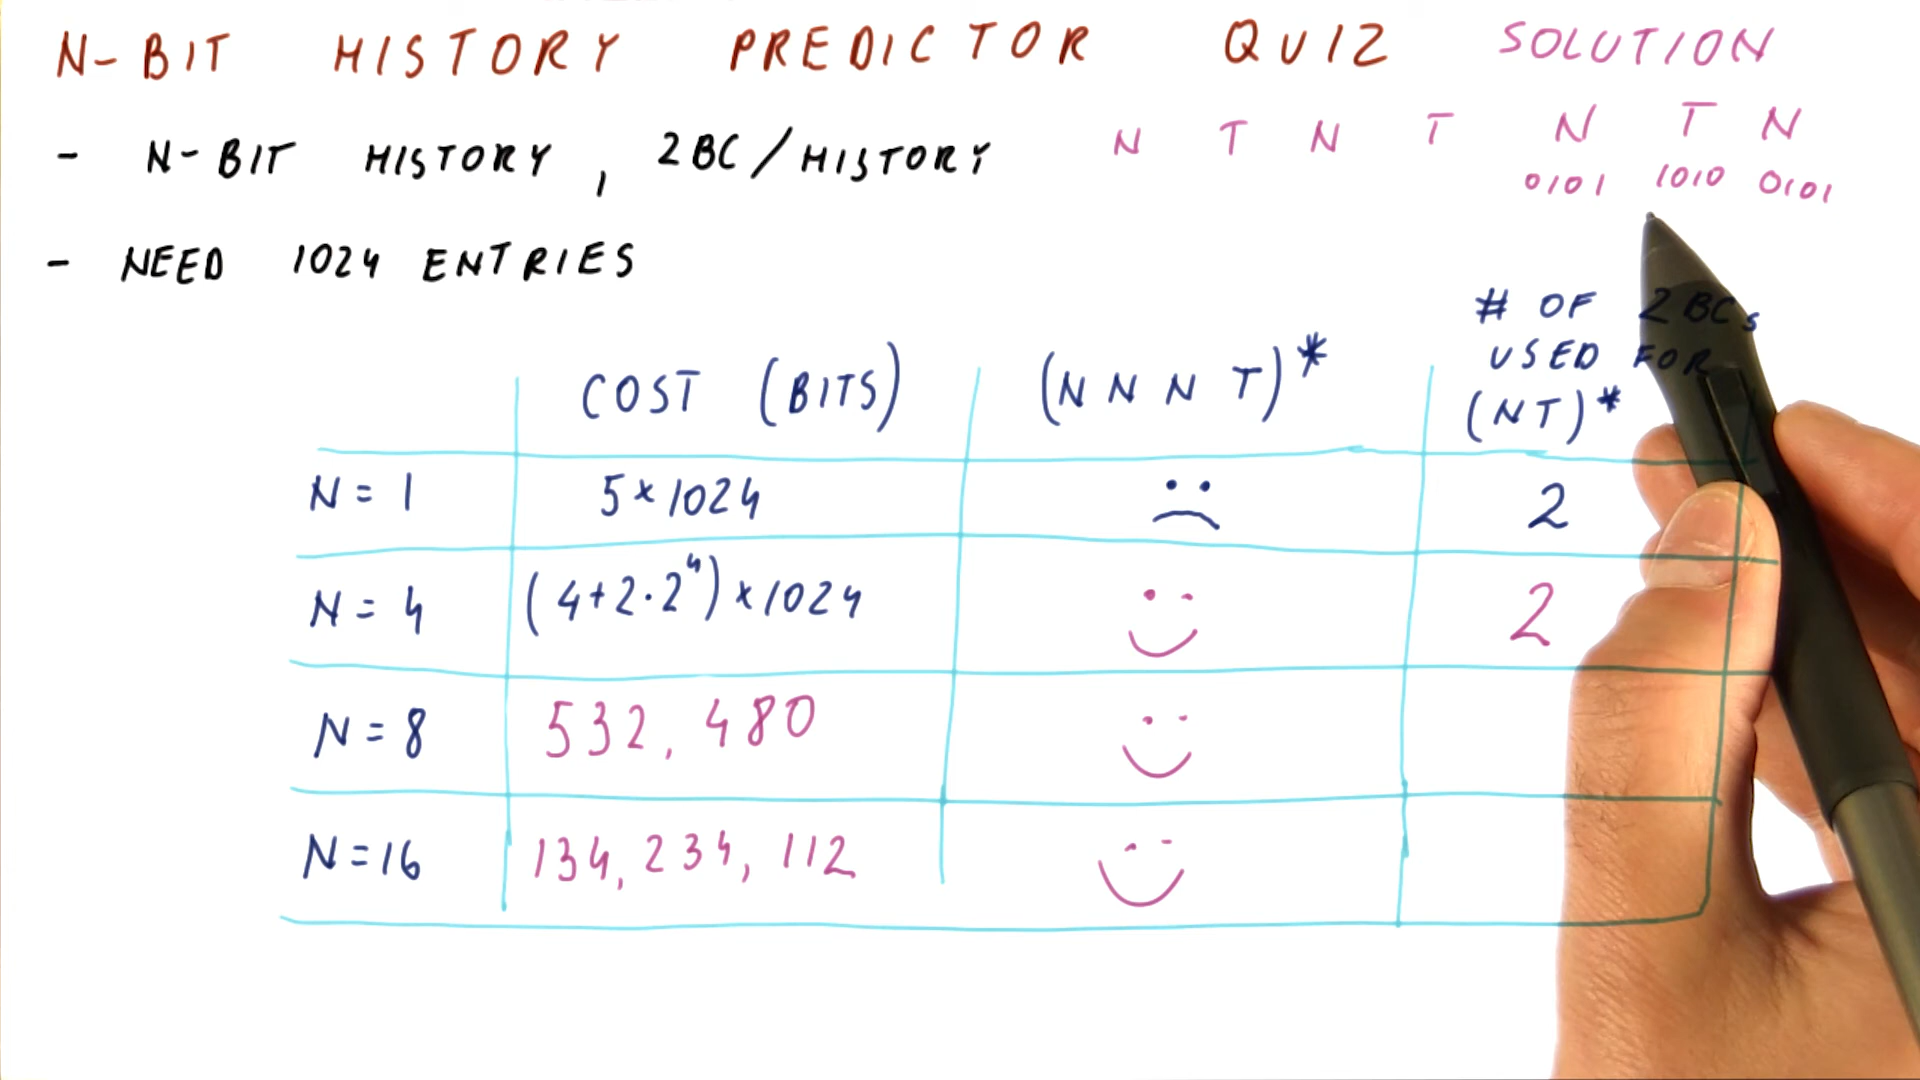 N-BIT HISTORY PREDICTOR QUIZ SOLUTION
- N-BIT HISTORY, 2BC/HISTORY
N T N T N T N
0101 1010 0101
- NEED 1024 ENTRIES
# OF 2BCs
USED FOR
(NT)*
COST (BITS)
(NNNT)*
N=1 5×1024 2
N=4 (4+2·2⁴)×1024 2
N=8 532,480
N=16 134,234,112